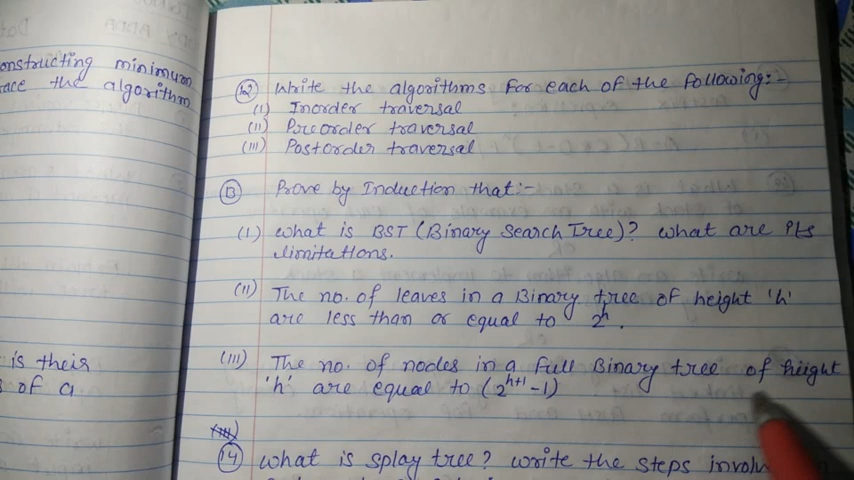 onstructing minimum
ace the algorithm
is their
s of a
12 Write the algorithms for each of the following:-
(i) Inorder traversal
(ii) Preorder traversal
(iii) Postorder traversal
13 Prove by Induction that:-
(i) What is BST (Binary Search Tree)? What are its
limitations.
(ii) The no. of leaves in a Binary tree of height 'h'
are less than or equal to 2^h.
(iii) The no. of nodes in a full Binary tree of height
'h' are equal to (2^h+1 -1)
14 What is splay tree? Write the steps involv